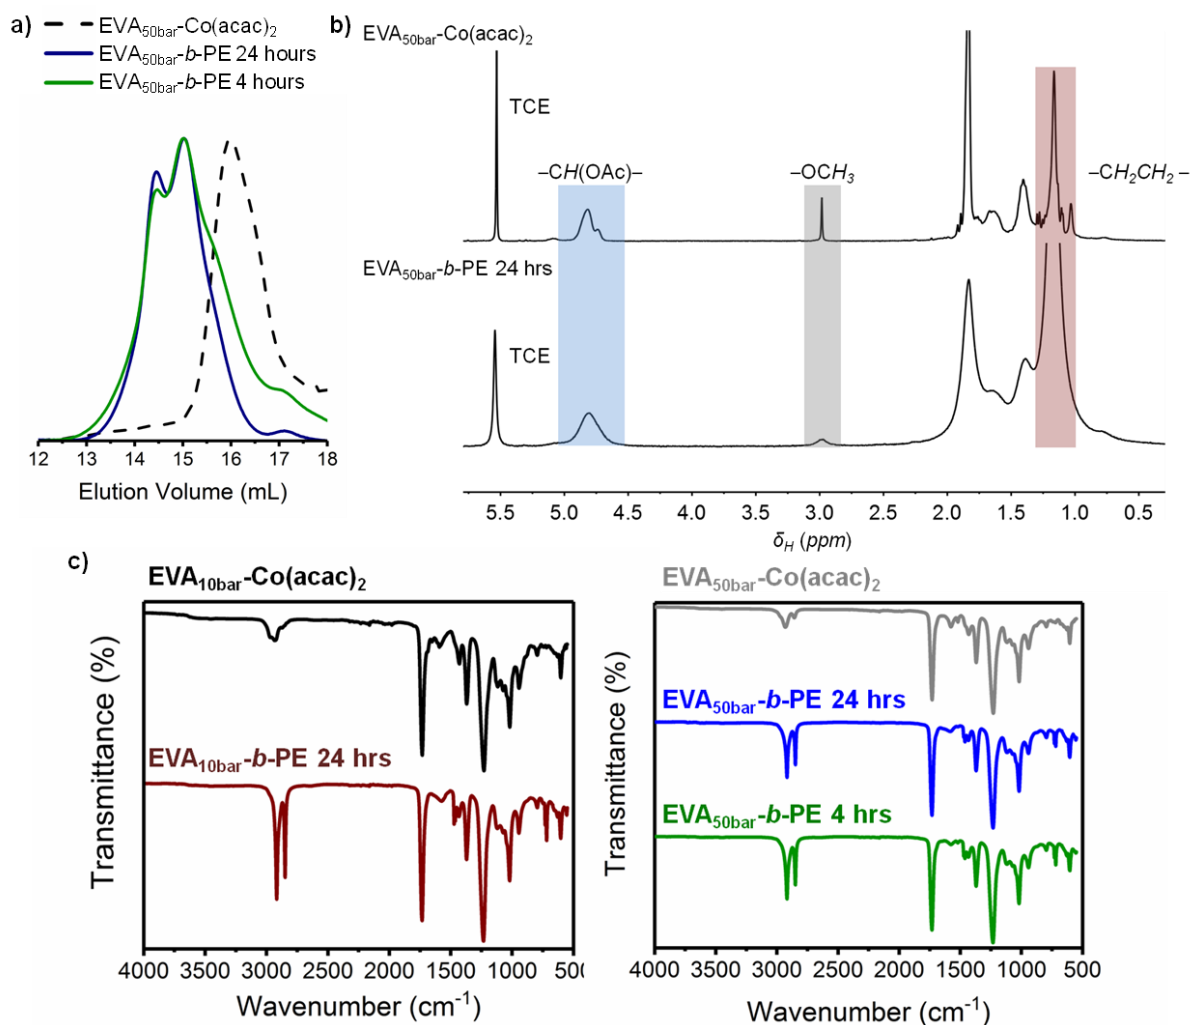 a)
EVA50bar-Co(acac)2
EVA50bar-b-PE 24 hours
EVA50bar-b-PE 4 hours
12 13 14 15 16 17 18
Elution Volume (mL)
b)
EVA50bar-Co(acac)2
TCE
–CH(OAc)–
–OCH3
–CH2CH2 –
EVA50bar-b-PE 24 hrs
TCE
5.5 5.0 4.5 4.0 3.5 3.0 2.5 2.0 1.5 1.0 0.5
δH (ppm)
c)
EVA10bar-Co(acac)2
EVA10bar-b-PE 24 hrs
Transmittance (%)
4000 3500 3000 2500 2000 1500 1000 500
Wavenumber (cm-1)
EVA50bar-Co(acac)2
EVA50bar-b-PE 24 hrs
EVA50bar-b-PE 4 hrs
Transmittance (%)
4000 3500 3000 2500 2000 1500 1000 500
Wavenumber (cm-1)